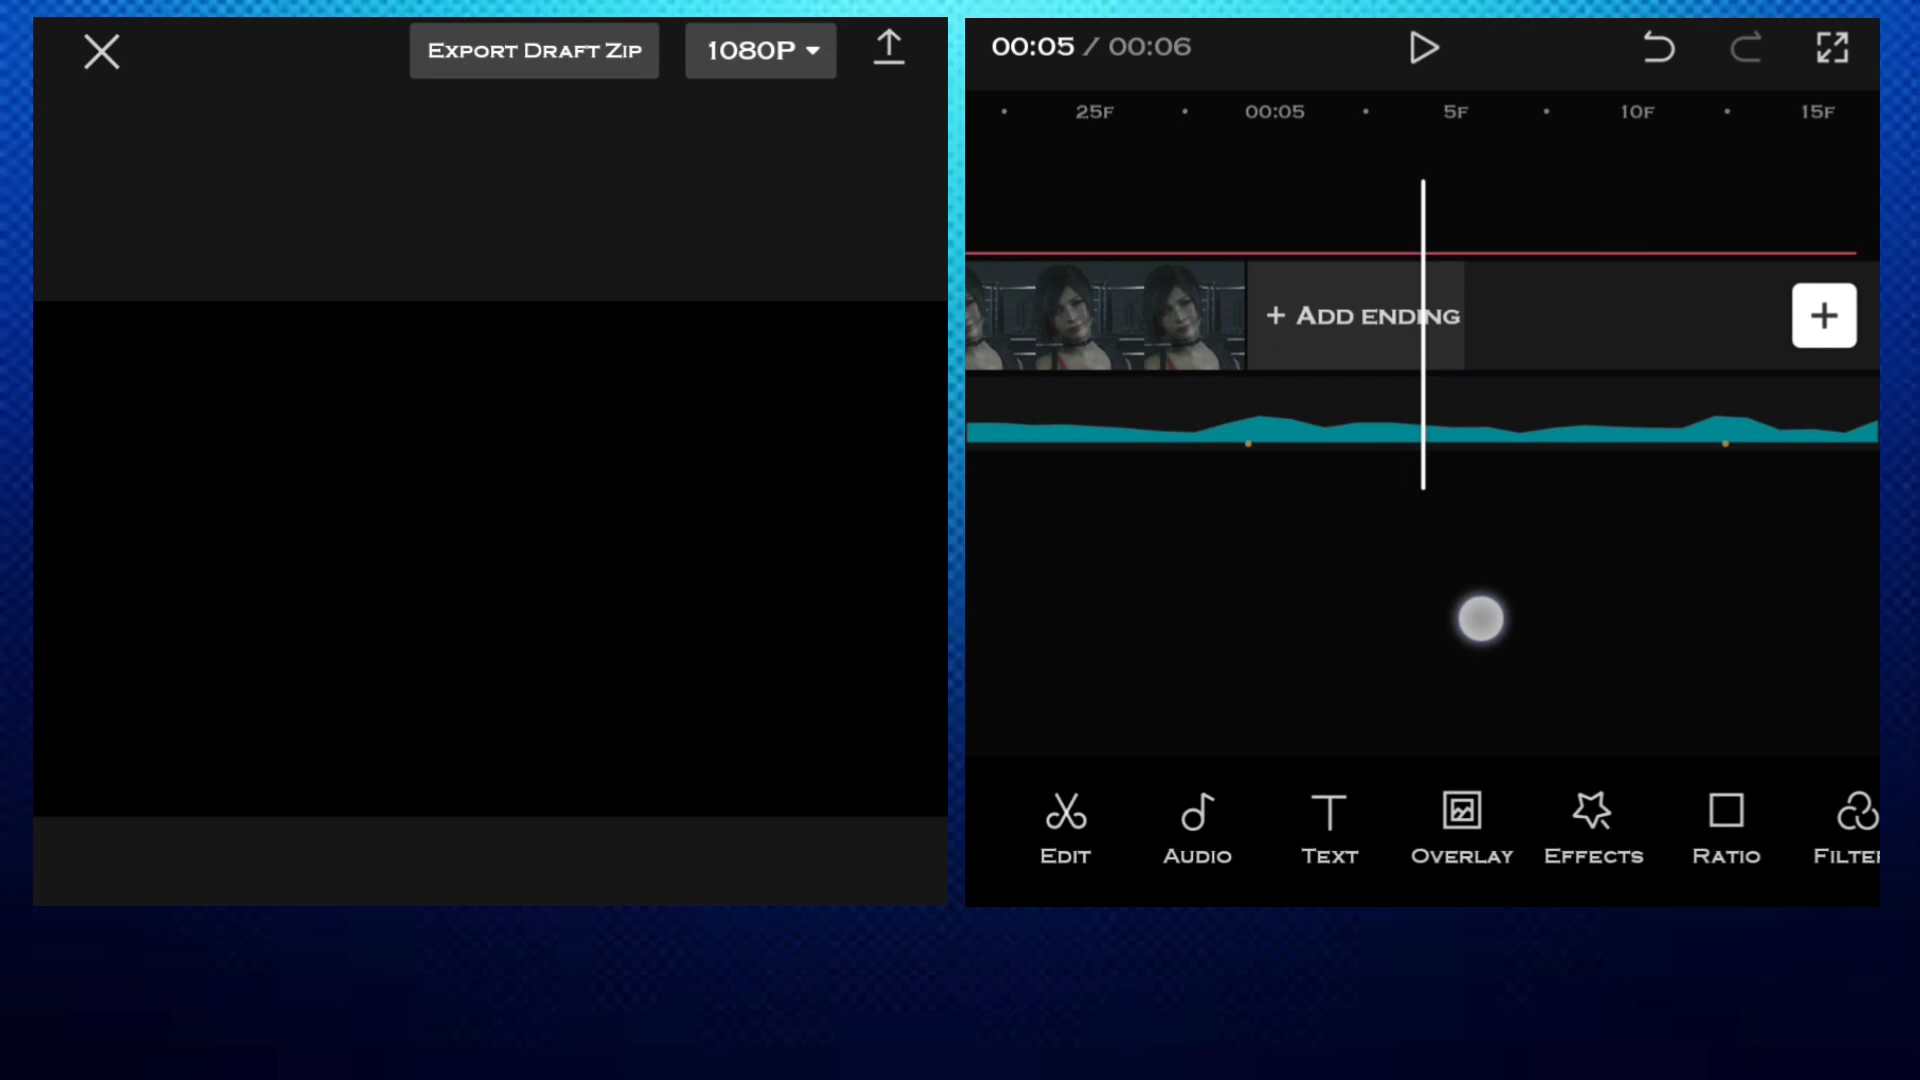 EXPORT DRAFT ZIP
1080P
00:05 / 00:06
25F
00:05
5F
10F
15F
+ ADD ENDING
EDIT
AUDIO
TEXT
OVERLAY
EFFECTS
RATIO